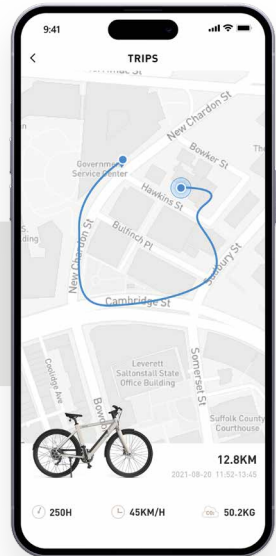 9:41
TRIPS
New Chardon St
Bowker St
Government
Service Center
Hawkins St
Bulfinch Pl
New Chardon St
Sudbury St
Cambridge St
Leverett
Saltonstall State
Office Building
Somerset St
Coolidge Ave
Suffolk County
Courthouse
12.8KM
2021-08-20 11:52-13:45
250H
45KM/H
50.2KG